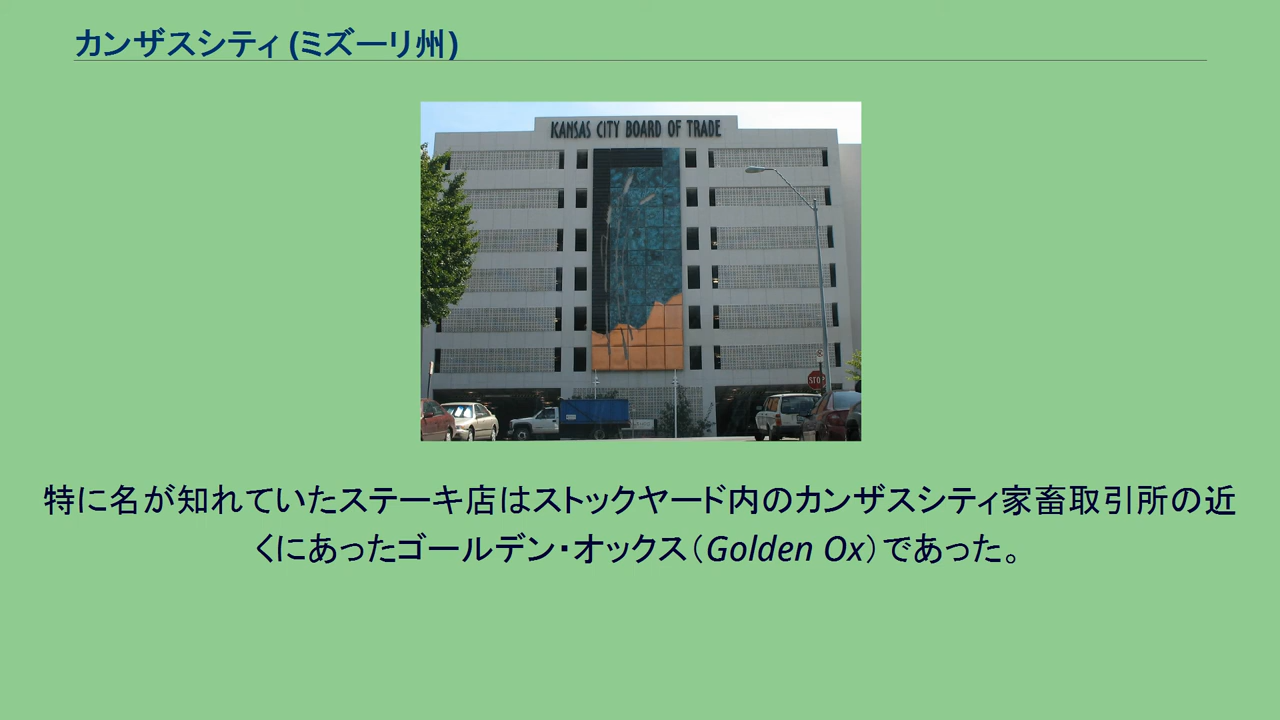 カンザスシティ (ミズーリ州)
KANSAS CITY BOARD OF TRADE
STOP
特に名が知れていたステーキ店はストックヤード内のカンザスシティ家畜取引所の近
くにあったゴールデン・オックス（Golden Ox）であった。